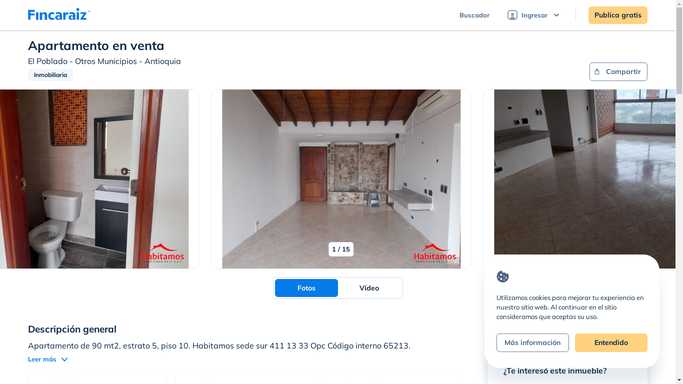 Fincaraiz
Buscador
Ingresar
Publica gratis
Apartamento en venta
El Poblado - Otros Municipios - Antioquia
Inmobiliaria
Compartir
Habitamos
1 / 15
Habitamos
Fotos
Video
Utilizamos cookies para mejorar tu experiencia en
nuestro sitio web. Al continuar en el sitio
consideramos que aceptas su uso.
Más información
Entendido
Descripción general
Apartamento de 90 mt2, estrato 5, piso 10. Habitamos sede sur 411 13 33 Opc Código interno 65213.
Leer más
¿Te interesó este inmueble?